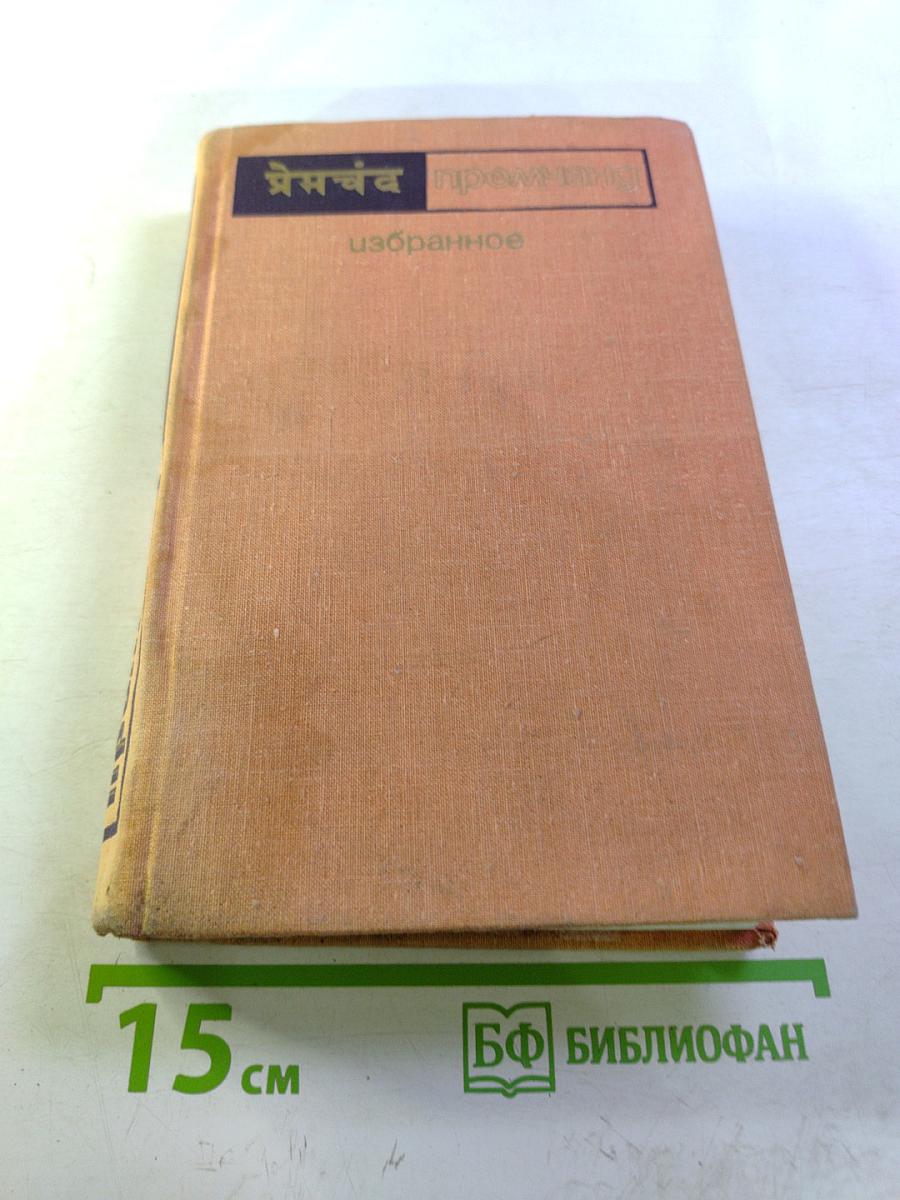 प्रेमचंद премчанд
избранное
15 см
БФ БИБЛИОФАН